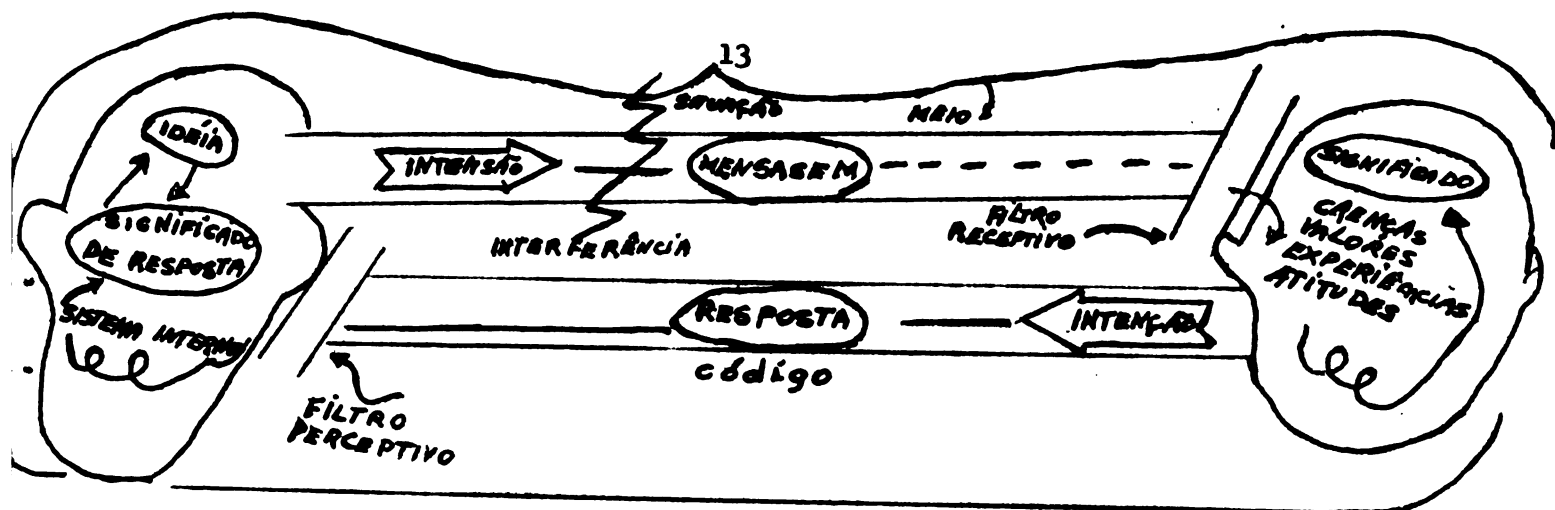 13
SITUAÇÃO
MEIO
IDÉIA
INTENSÃO
MENSAGEM
SIGNIFICADO
SIGNIFICADO
DE RESPOSTA
INTERFERÊNCIA
FILTRO
RECEPTIVO
CRENÇAS
VALORES
EXPERIÊNCIAS
ATITUDES
SISTEMA INTERNO
RESPOSTA
INTENÇÃO
código
FILTRO
PERCEPTIVO